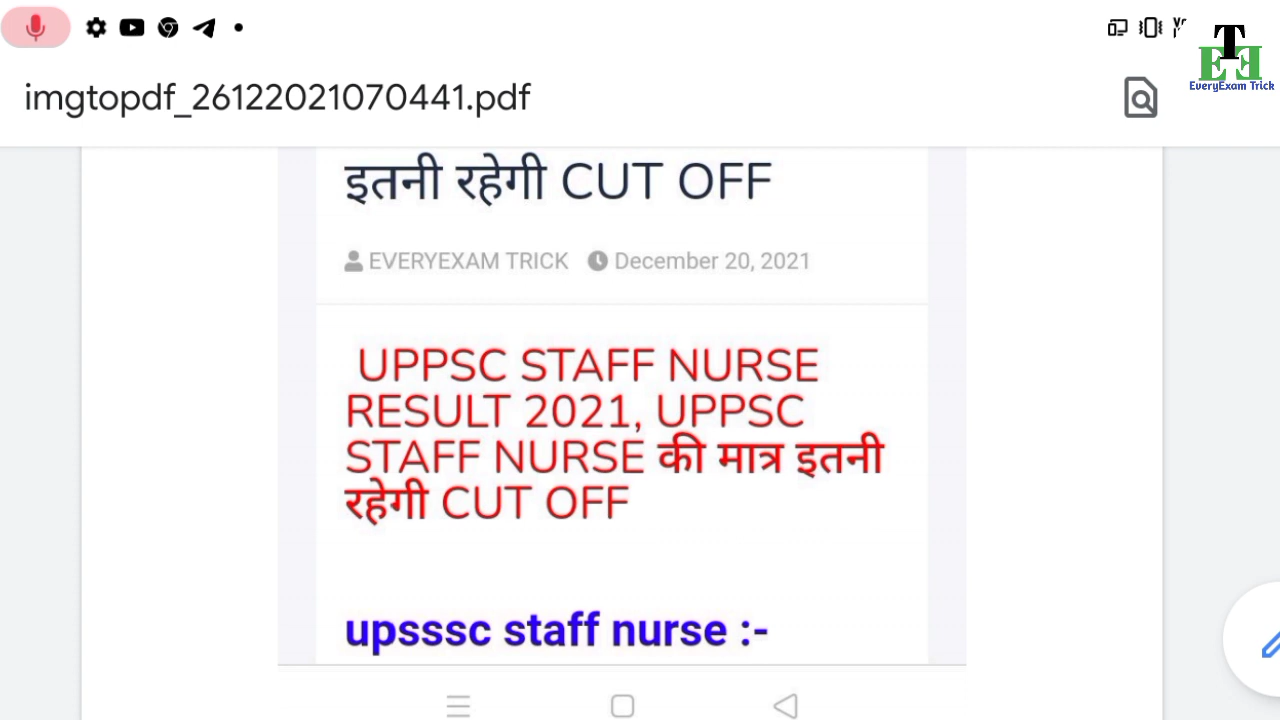 imgtopdf_26122021070441.pdf
TEE
EveryExam Trick
इतनी रहेगी CUT OFF
EVERYEXAM TRICK December 20, 2021
UPPSC STAFF NURSE
RESULT 2021, UPPSC
STAFF NURSE की मात्र इतनी
रहेगी CUT OFF
upsssc staff nurse :-